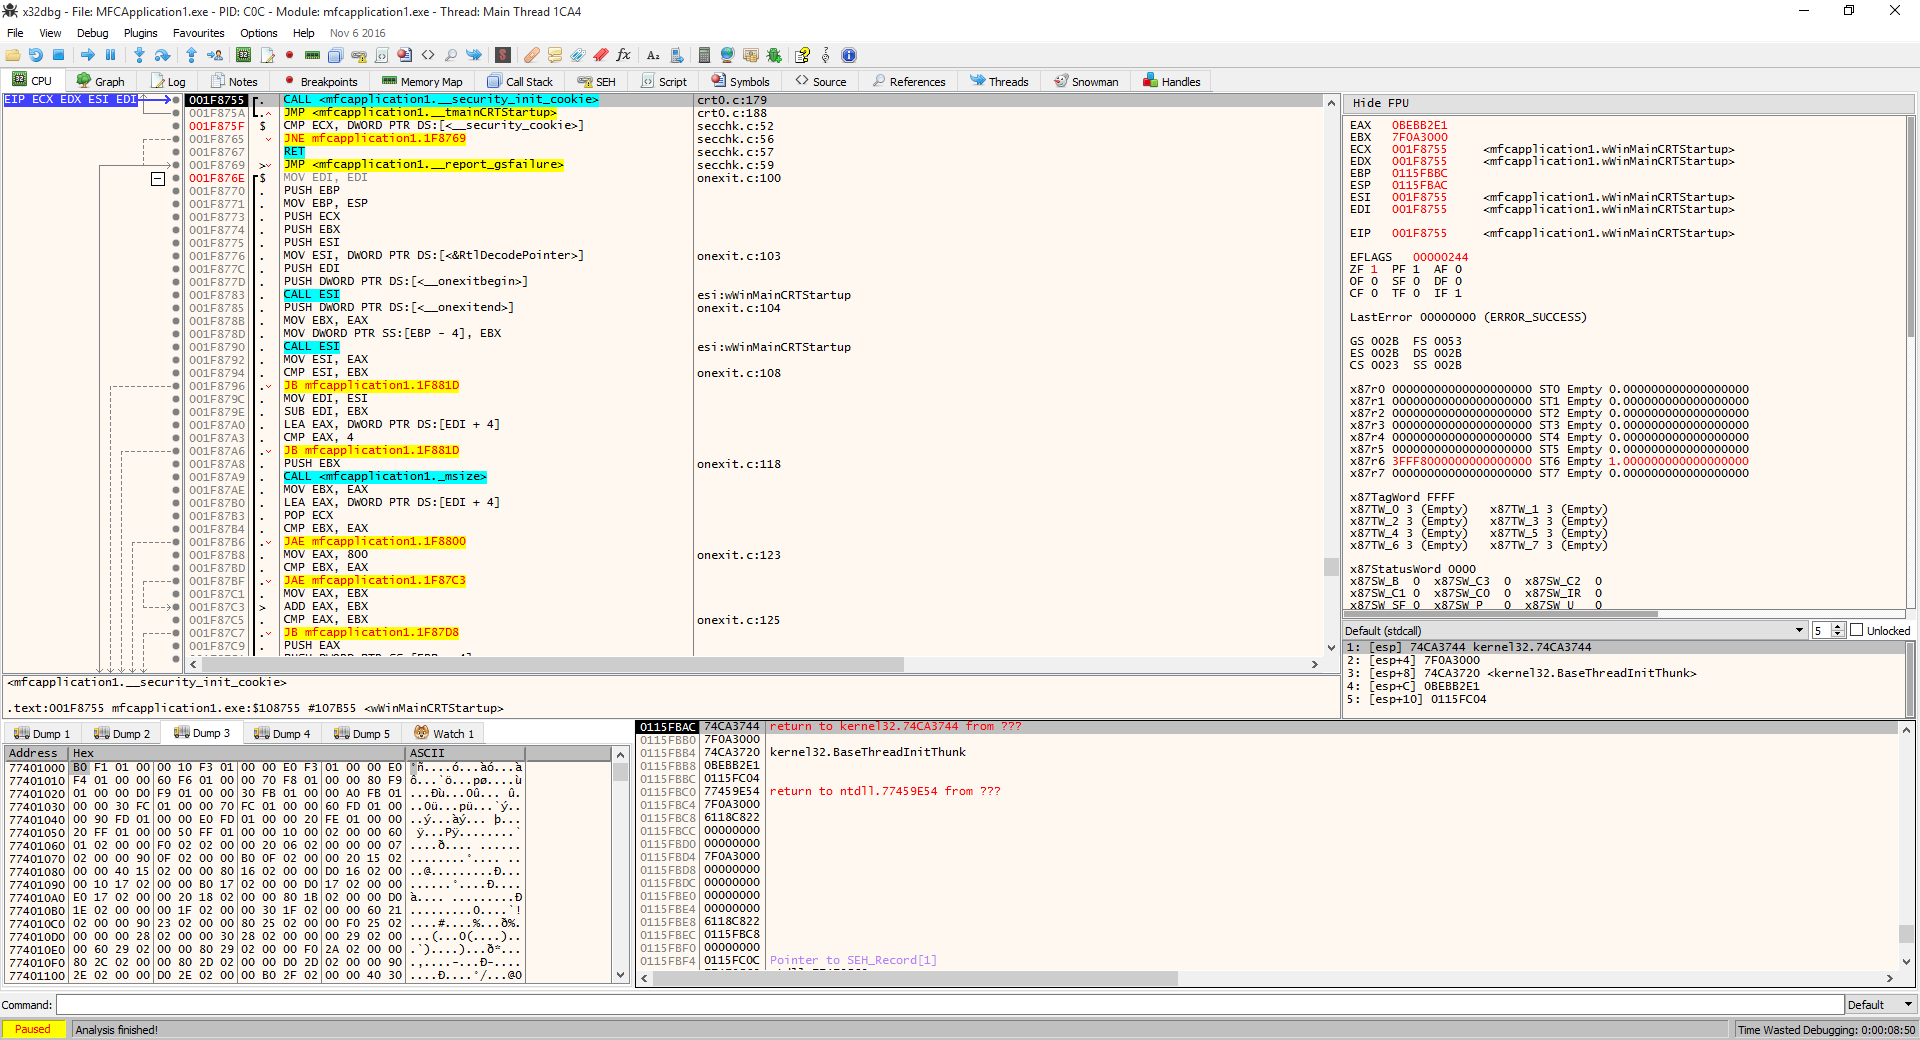 x32dbg - File: MFCApplication1.exe - PID: C0C - Module: mfcapplication1.exe - Thread: Main Thread 1CA4
File View Debug Plugins Favourites Options Help Nov 6 2016
CPU Graph Log Notes Breakpoints Memory Map Call Stack SEH Script Symbols Source References Threads Snowman Handles
EIP ECX EDX ESI EDI
001F8755 . CALL <mfcapplication1.__security_init_cookie> crt0.c:179
001F875A . JMP <mfcapplication1.__tmainCRTStartup> crt0.c:188
001F875F $ CMP ECX, DWORD PTR DS:[<__security_cookie>] secchk.c:52
001F8765 JNE mfcapplication1.1F8769 secchk.c:56
001F8767 RET secchk.c:57
001F8769 > JMP <mfcapplication1.__report_gsfailure> secchk.c:59
001F876E $ MOV EDI, EDI onexit.c:100
001F8770 . PUSH EBP
001F8771 . MOV EBP, ESP
001F8773 . PUSH ECX
001F8774 . PUSH EBX
001F8775 . PUSH ESI
001F8776 . MOV ESI, DWORD PTR DS:[<&RtlDecodePointer>] onexit.c:103
001F877C . PUSH EDI
001F877D . PUSH DWORD PTR DS:[<__onexitbegin>]
001F8783 . CALL ESI esi:wWinMainCRTStartup
001F8785 . PUSH DWORD PTR DS:[<__onexitend>] onexit.c:104
001F878B . MOV EBX, EAX
001F878D . MOV DWORD PTR SS:[EBP - 4], EBX
001F8790 . CALL ESI esi:wWinMainCRTStartup
001F8792 . MOV ESI, EAX
001F8794 . CMP ESI, EBX onexit.c:108
001F8796 . JB mfcapplication1.1F881D
001F879C . MOV EDI, ESI
001F879E . SUB EDI, EBX
001F87A0 . LEA EAX, DWORD PTR DS:[EDI + 4]
001F87A3 . CMP EAX, 4
001F87A6 . JB mfcapplication1.1F881D
001F87A8 . PUSH EBX onexit.c:118
001F87A9 . CALL <mfcapplication1._msize>
001F87AE . MOV EBX, EAX
001F87B0 . LEA EAX, DWORD PTR DS:[EDI + 4]
001F87B3 . POP ECX
001F87B4 . CMP EBX, EAX
001F87B6 . JAE mfcapplication1.1F8800
001F87B8 . MOV EAX, 800 onexit.c:123
001F87BD . CMP EBX, EAX
001F87BF . JAE mfcapplication1.1F87C3
001F87C1 . MOV EAX, EBX
001F87C3 > ADD EAX, EBX
001F87C5 . CMP EAX, EBX onexit.c:125
001F87C7 . JB mfcapplication1.1F87D8
001F87C9 . PUSH EAX
<mfcapplication1.__security_init_cookie>
.text:001F8755 mfcapplication1.exe:$108755 #107B55 <wWinMainCRTStartup>
Hide FPU
EAX 0BEBB2E1
EBX 7F0A3000
ECX 001F8755 <mfcapplication1.wWinMainCRTStartup>
EDX 001F8755 <mfcapplication1.wWinMainCRTStartup>
EBP 0115FBBC
ESP 0115FBAC
ESI 001F8755 <mfcapplication1.wWinMainCRTStartup>
EDI 001F8755 <mfcapplication1.wWinMainCRTStartup>
EIP 001F8755 <mfcapplication1.wWinMainCRTStartup>
EFLAGS 00000244
ZF 1 PF 1 AF 0
OF 0 SF 0 DF 0
CF 0 TF 0 IF 1
LastError 00000000 (ERROR_SUCCESS)
GS 002B FS 0053
ES 002B DS 002B
CS 0023 SS 002B
x87r0 00000000000000000000 ST0 Empty 0.000000000000000000
x87r1 00000000000000000000 ST1 Empty 0.000000000000000000
x87r2 00000000000000000000 ST2 Empty 0.000000000000000000
x87r3 00000000000000000000 ST3 Empty 0.000000000000000000
x87r4 00000000000000000000 ST4 Empty 0.000000000000000000
x87r5 00000000000000000000 ST5 Empty 0.000000000000000000
x87r6 3FFF8000000000000000 ST6 Empty 1.000000000000000000
x87r7 00000000000000000000 ST7 Empty 0.000000000000000000
x87TagWord FFFF
x87TW_0 3 (Empty) x87TW_1 3 (Empty)
x87TW_2 3 (Empty) x87TW_3 3 (Empty)
x87TW_4 3 (Empty) x87TW_5 3 (Empty)
x87TW_6 3 (Empty) x87TW_7 3 (Empty)
x87StatusWord 0000
x87SW_B 0 x87SW_C3 0 x87SW_C2 0
x87SW_C1 0 x87SW_C0 0 x87SW_IR 0
x87SW_SF 0 x87SW_P 0 x87SW_U 0
Default (stdcall) 5 Unlocked
1: [esp] 74CA3744 kernel32.74CA3744
2: [esp+4] 7F0A3000
3: [esp+8] 74CA3720 <kernel32.BaseThreadInitThunk>
4: [esp+C] 0BEBB2E1
5: [esp+10] 0115FC04
Dump 1 Dump 2 Dump 3 Dump 4 Dump 5 Watch 1
Address Hex ASCII
77401000 B0 F1 01 00 00 10 F3 01 00 00 E0 F3 01 00 00 E0 °ñ....ó...àó...à
77401010 F4 01 00 00 60 F6 01 00 00 70 F8 01 00 00 80 F9 ô...`ö...pø....ù
77401020 01 00 00 D0 F9 01 00 00 30 FB 01 00 00 A0 FB 01 ...Ðù...0û... û.
77401030 00 00 30 FC 01 00 00 70 FC 01 00 00 60 FD 01 00 ..0ü...pü...`ý..
77401040 00 90 FD 01 00 00 E0 FD 01 00 00 20 FE 01 00 00 ..ý...àý... þ...
77401050 20 FF 01 00 00 50 FF 01 00 00 10 00 02 00 00 60 ÿ...Pÿ........`
77401060 01 02 00 00 F0 02 02 00 00 20 06 02 00 00 00 07 ....ð.... ......
77401070 02 00 00 90 0F 02 00 00 B0 0F 02 00 00 20 15 02 ........°.... ..
77401080 00 00 40 15 02 00 00 80 16 02 00 00 D0 16 02 00 ..@.........Ð...
77401090 00 10 17 02 00 00 B0 17 02 00 00 D0 17 02 00 00 ......°....Ð....
774010A0 E0 17 02 00 00 20 18 02 00 00 80 1B 02 00 00 D0 à.... .........Ð
774010B0 1E 02 00 00 00 1F 02 00 00 30 1F 02 00 00 60 21 .........0....`!
774010C0 02 00 00 90 23 02 00 00 80 25 02 00 00 F0 25 02 ....#....%...ð%.
774010D0 00 00 00 28 02 00 00 30 28 02 00 00 00 29 02 00 ...(...0(....)..
774010E0 00 60 29 02 00 00 80 29 02 00 00 F0 2A 02 00 00 .`)....)...ð*...
774010F0 80 2C 02 00 00 80 2D 02 00 00 D0 2D 02 00 00 90 .,....-...Ð-....
77401100 2E 02 00 00 D0 2E 02 00 00 B0 2F 02 00 00 40 30 ....Ð....°/...@0
0115FBAC 74CA3744 return to kernel32.74CA3744 from ???
0115FBB0 7F0A3000
0115FBB4 74CA3720 kernel32.BaseThreadInitThunk
0115FBB8 0BEBB2E1
0115FBBC 0115FC04
0115FBC0 77459E54 return to ntdll.77459E54 from ???
0115FBC4 7F0A3000
0115FBC8 6118C822
0115FBCC 00000000
0115FBD0 00000000
0115FBD4 7F0A3000
0115FBD8 00000000
0115FBDC 00000000
0115FBE0 00000000
0115FBE4 00000000
0115FBE8 6118C822
0115FBEC 0115FBC8
0115FBF0 00000000
0115FBF4 0115FC0C Pointer to SEH_Record[1]
Command: Default
Paused Analysis finished! Time Wasted Debugging: 0:00:08:50